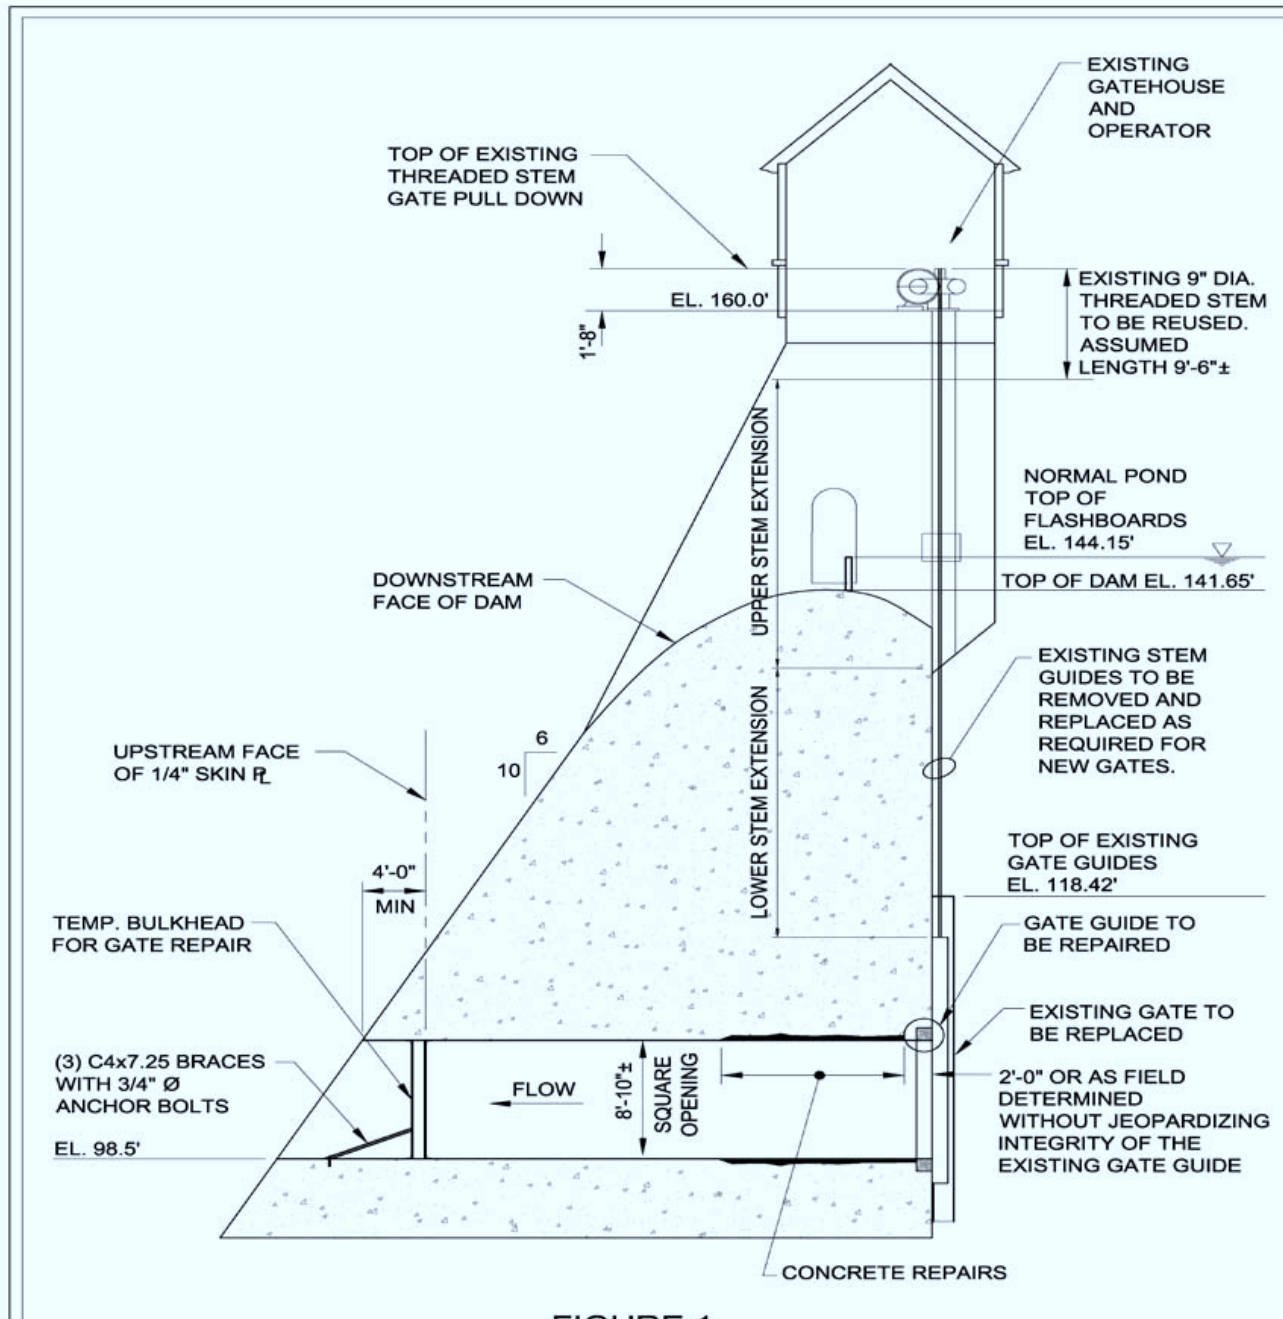 EXISTING
GATEHOUSE
AND
OPERATOR
TOP OF EXISTING
THREADED STEM
GATE PULL DOWN
EL. 160.0'
1'-8"
EXISTING 9" DIA.
THREADED STEM
TO BE REUSED.
ASSUMED
LENGTH 9'-6"±
UPPER STEM EXTENSION
NORMAL POND
TOP OF
FLASHBOARDS
EL. 144.15'
TOP OF DAM EL. 141.65'
DOWNSTREAM
FACE OF DAM
EXISTING STEM
GUIDES TO BE
REMOVED AND
REPLACED AS
REQUIRED FOR
NEW GATES.
LOWER STEM EXTENSION
6
10
UPSTREAM FACE
OF 1/4" SKIN PL
4'-0"
MIN
TOP OF EXISTING
GATE GUIDES
EL. 118.42'
TEMP. BULKHEAD
FOR GATE REPAIR
GATE GUIDE TO
BE REPAIRED
EXISTING GATE TO
BE REPLACED
(3) C4x7.25 BRACES
WITH 3/4" Ø
ANCHOR BOLTS
EL. 98.5'
FLOW
8'-10"±
SQUARE
OPENING
2'-0" OR AS FIELD
DETERMINED
WITHOUT JEOPARDIZING
INTEGRITY OF THE
EXISTING GATE GUIDE
CONCRETE REPAIRS
FIGURE 1